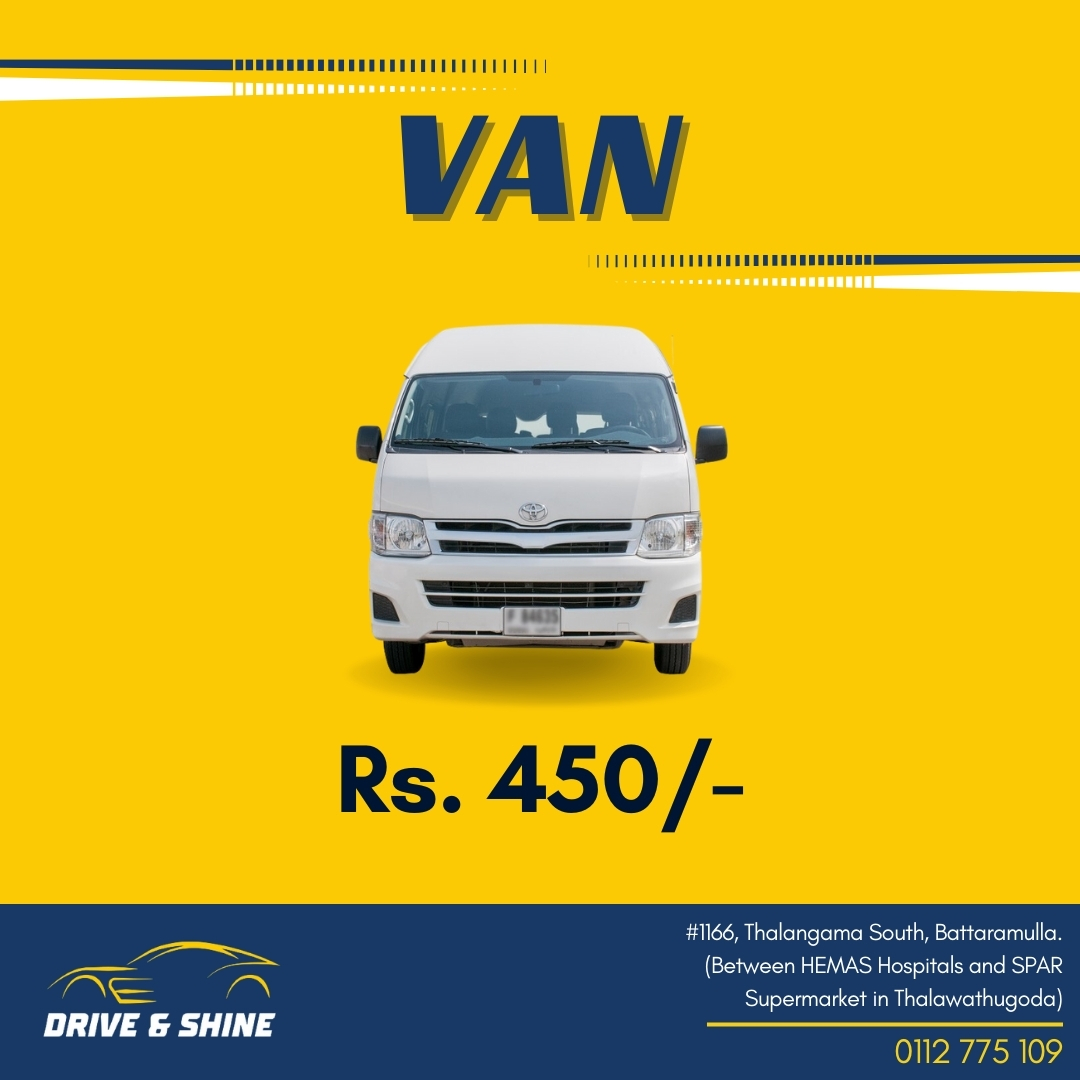 VAN
Rs. 450/-
#1166, Thalangama South, Battaramulla.
(Between HEMAS Hospitals and SPAR
Supermarket in Thalawathugoda)
0112 775 109
DRIVE & SHINE